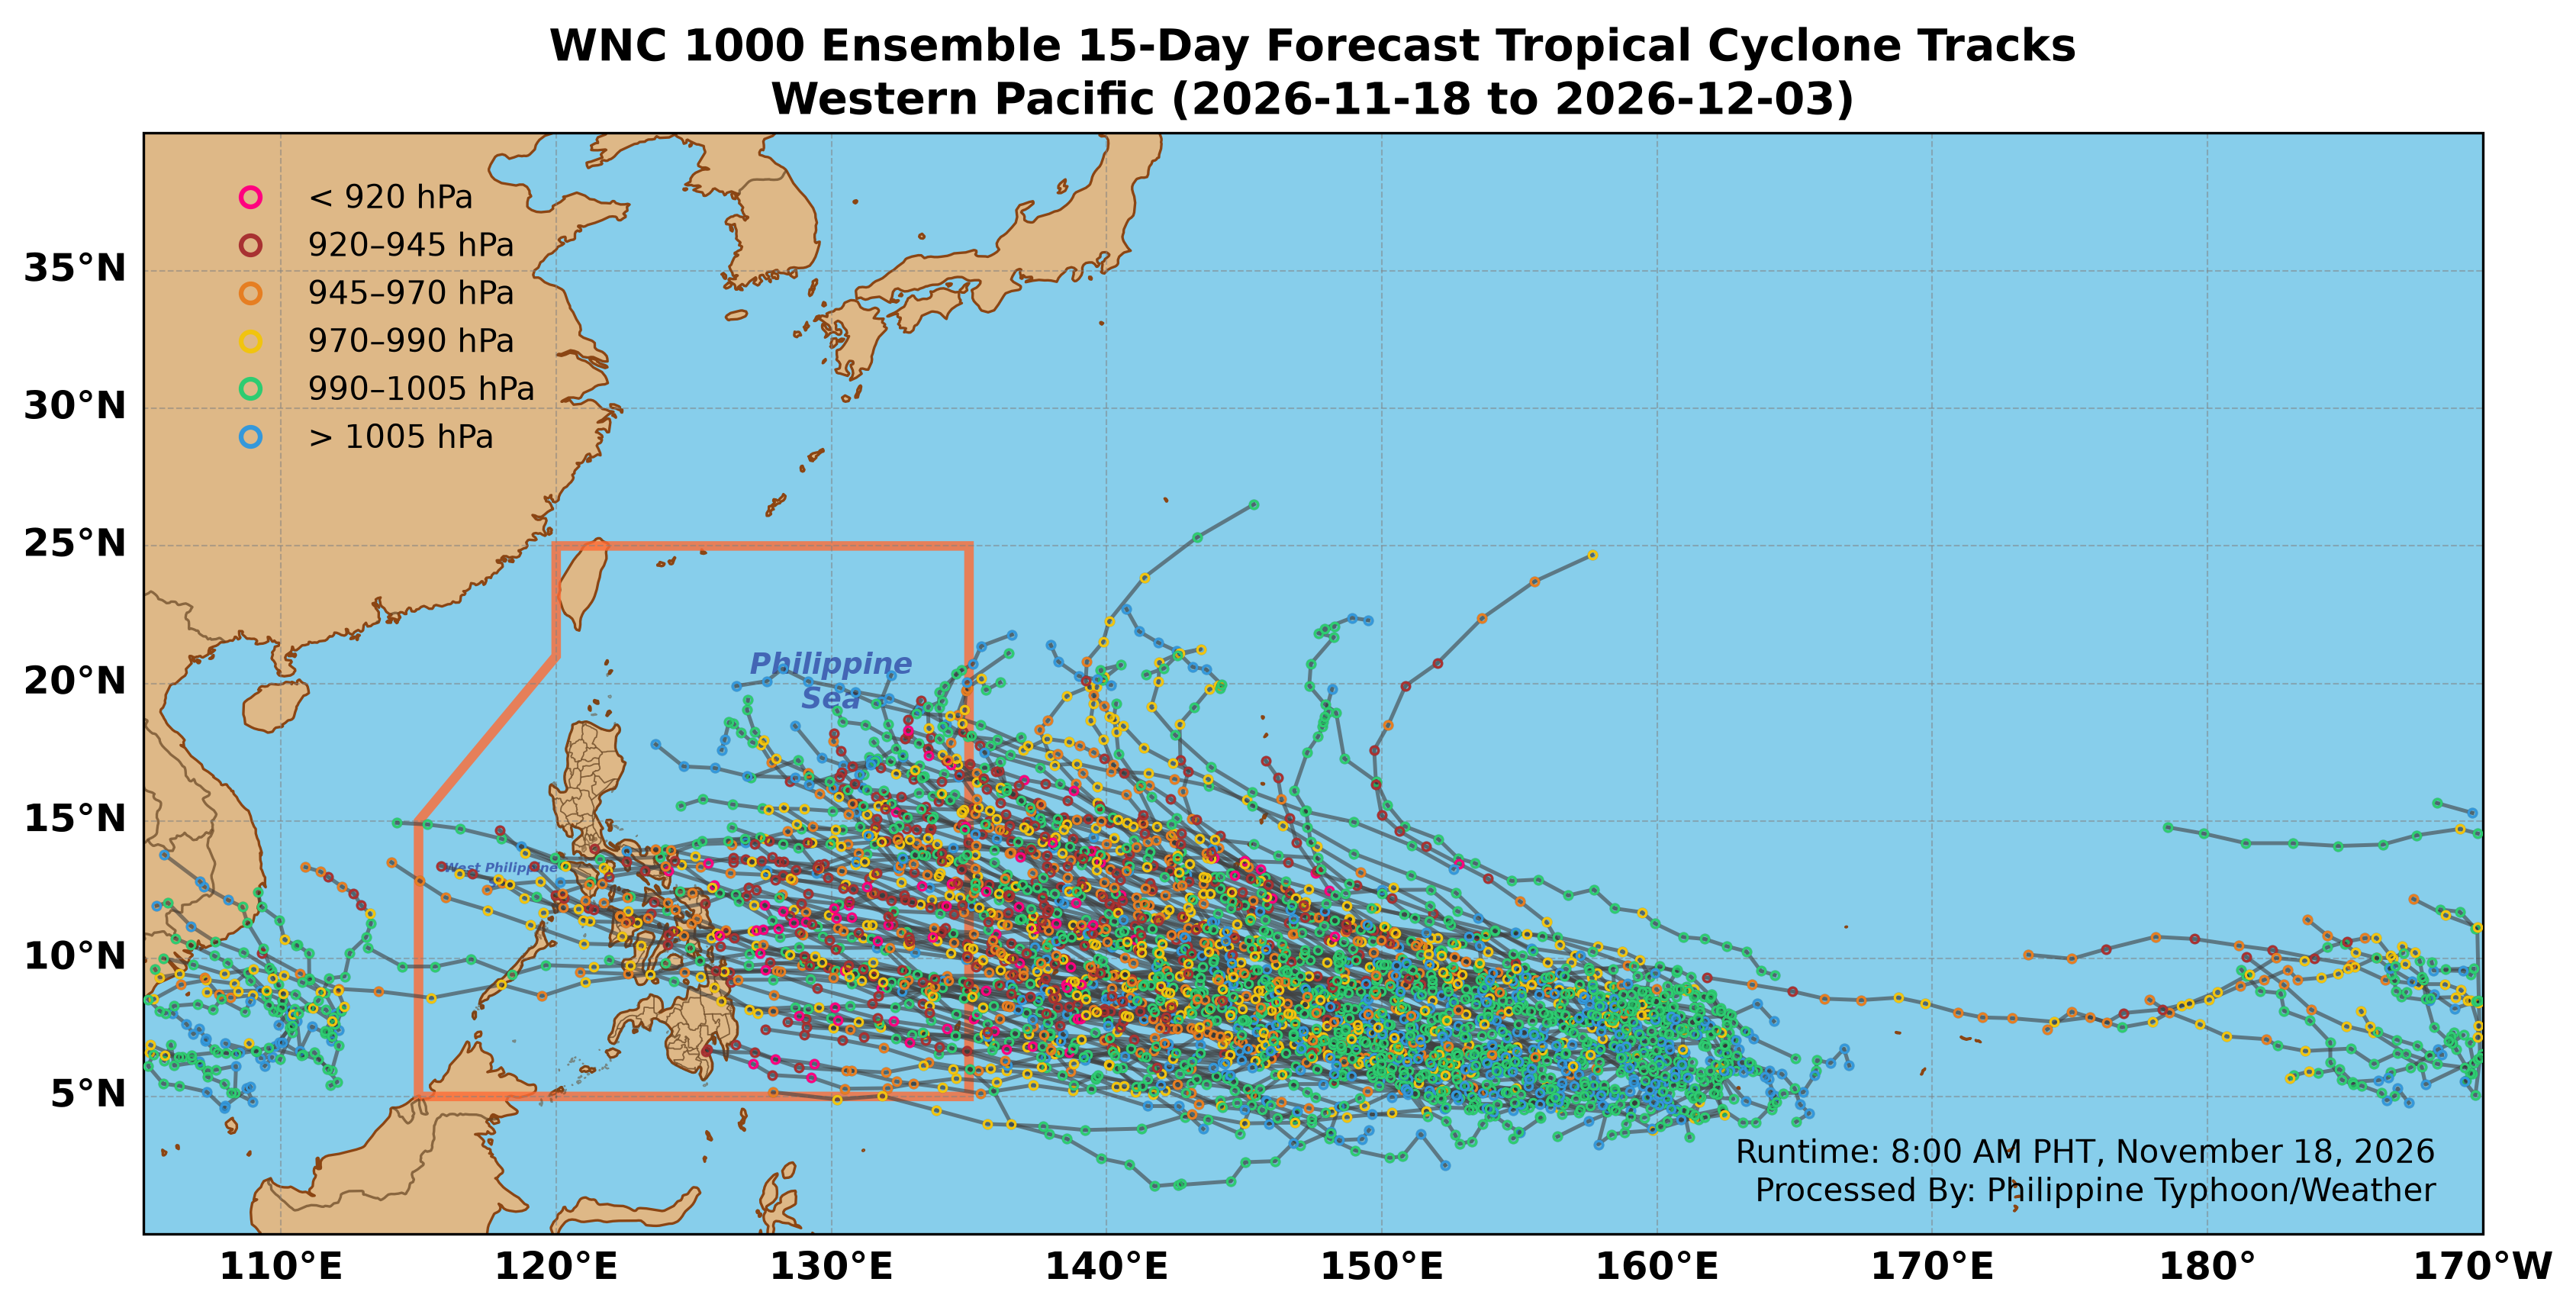 WNC 1000 Ensemble 15-Day Forecast Tropical Cyclone Tracks
Western Pacific (2026-11-18 to 2026-12-03)
< 920 hPa
920–945 hPa
945–970 hPa
970–990 hPa
990–1005 hPa
> 1005 hPa
35°N
30°N
25°N
20°N
15°N
10°N
5°N
Philippine
Sea
West Philippine
Runtime: 8:00 AM PHT, November 18, 2026
Processed By: Philippine Typhoon/Weather
110°E
120°E
130°E
140°E
150°E
160°E
170°E
180°
170°W